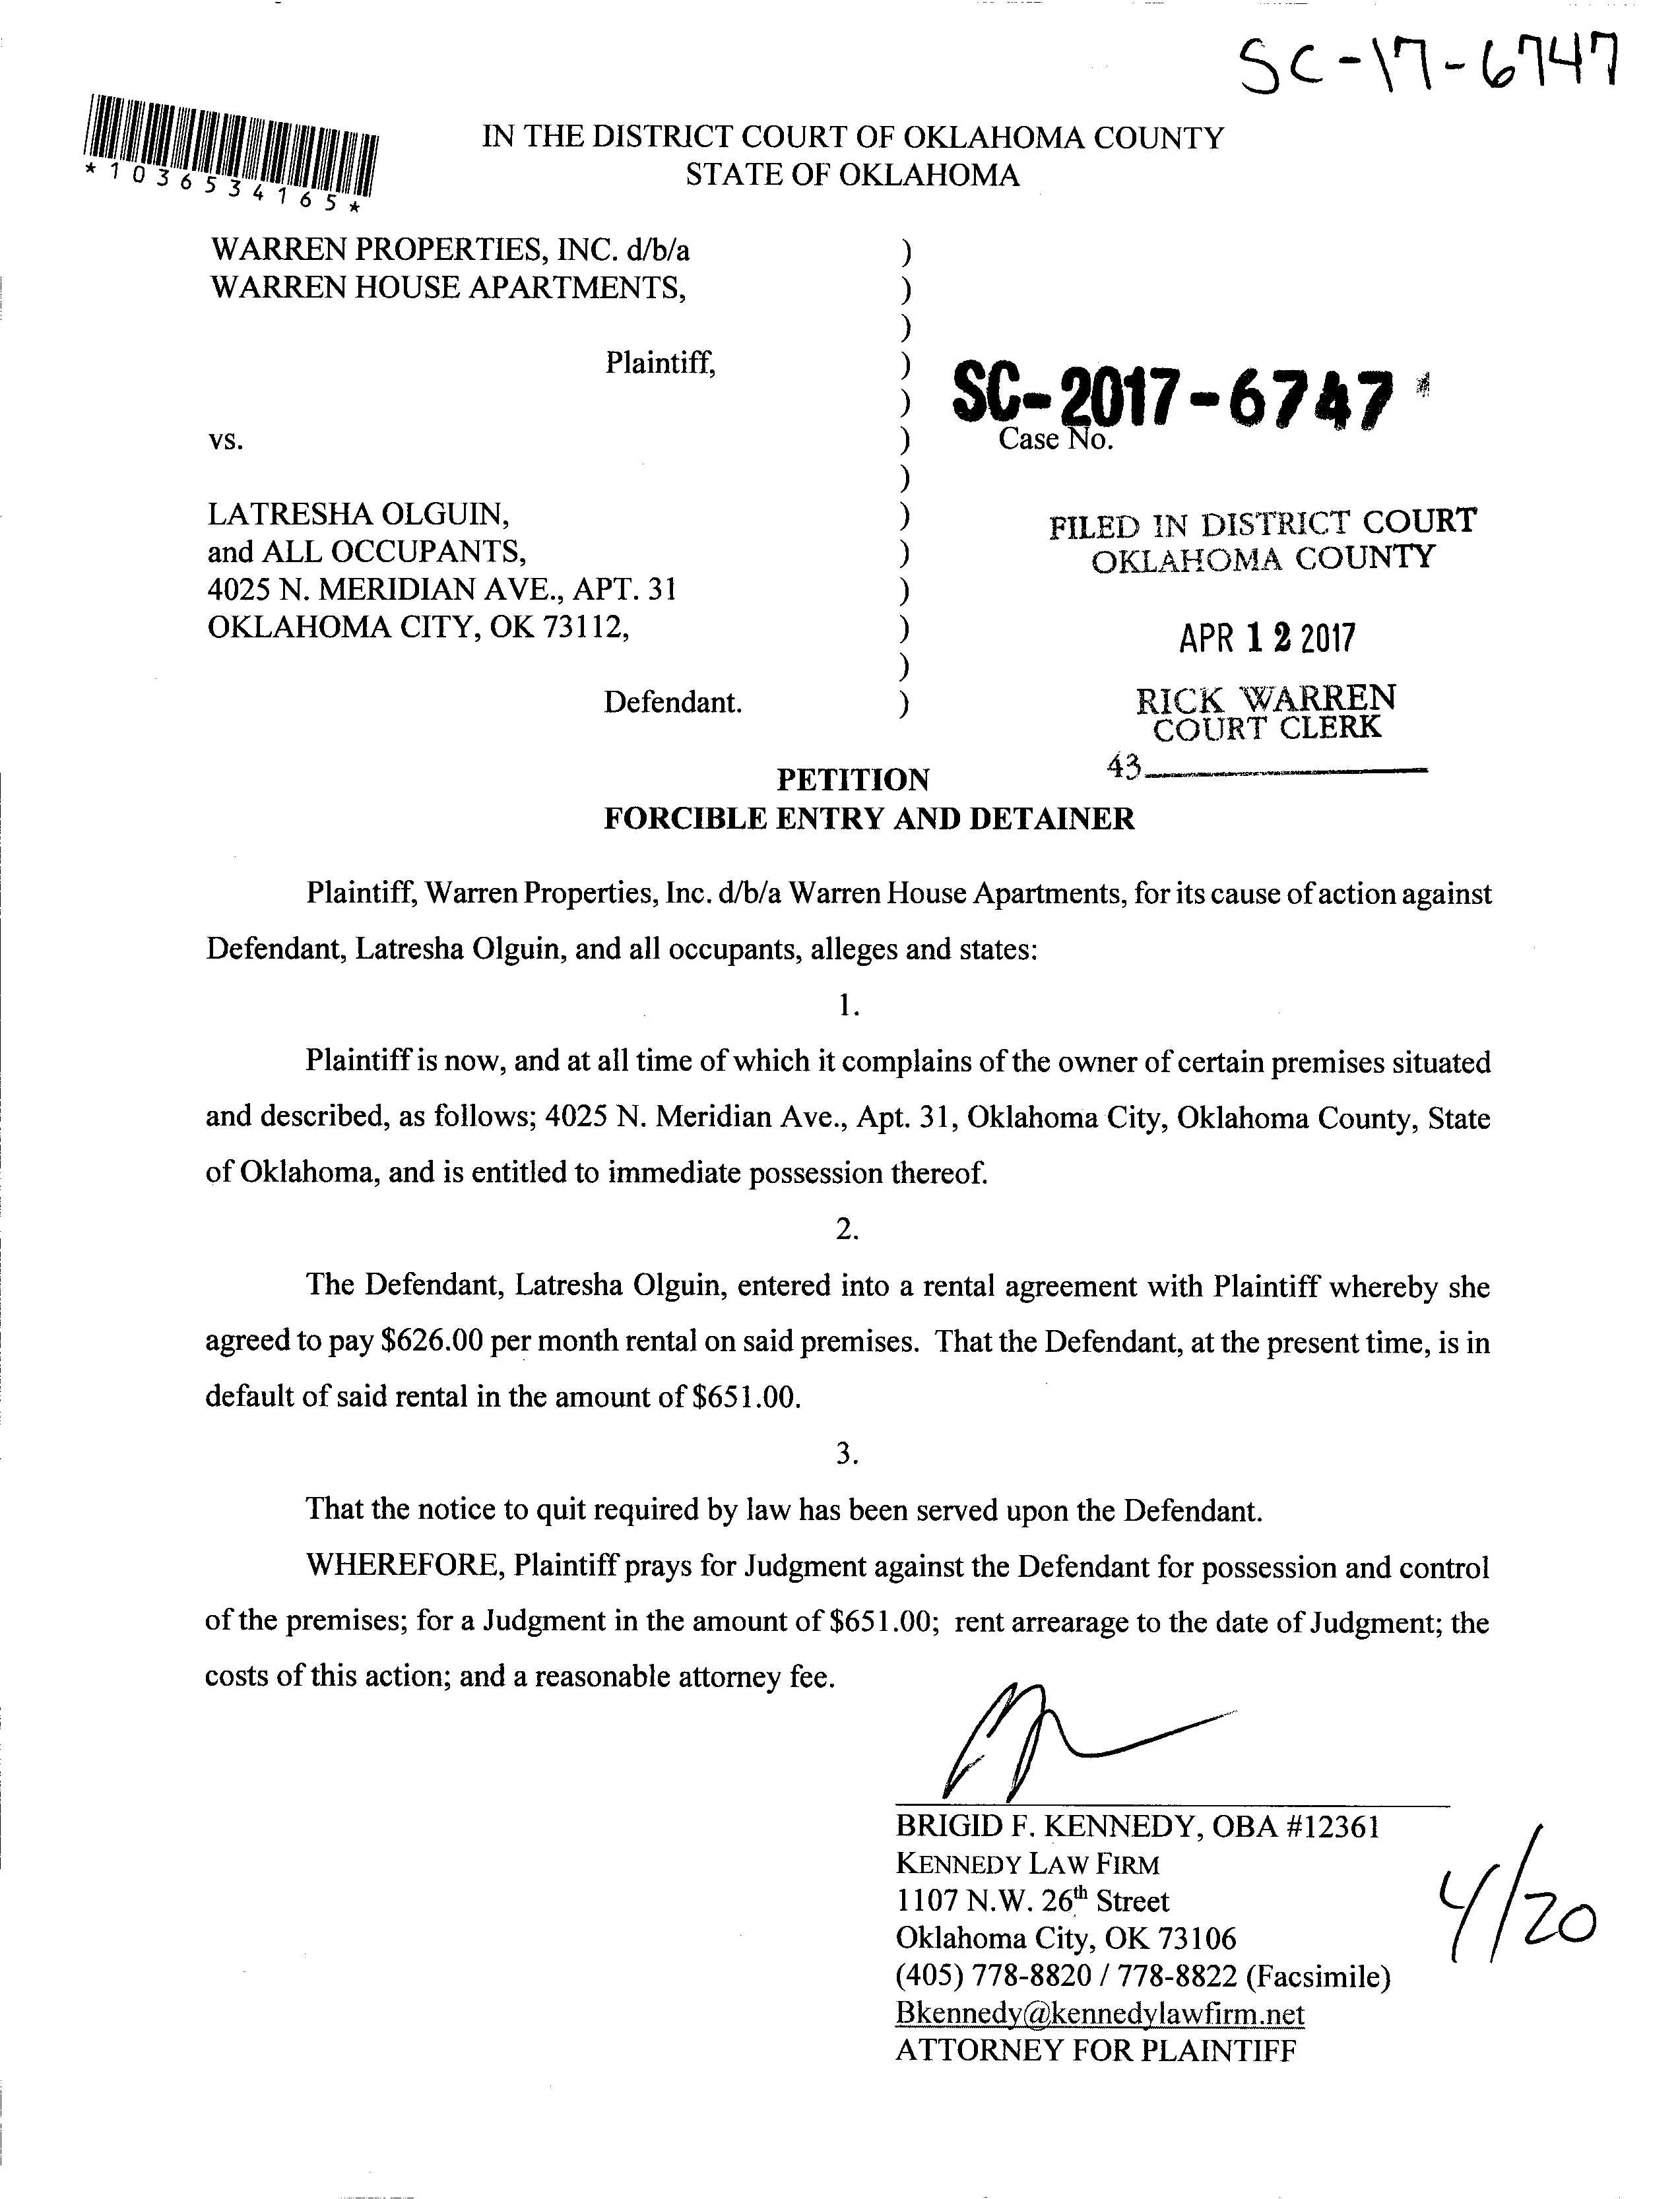 SC-17-6747
*1036534165*
IN THE DISTRICT COURT OF OKLAHOMA COUNTY
STATE OF OKLAHOMA
WARREN PROPERTIES, INC. d/b/a )
WARREN HOUSE APARTMENTS, )
)
Plaintiff, )
) SC-2017-6747
vs. ) Case No.
)
LATRESHA OLGUIN, ) FILED IN DISTRICT COURT
and ALL OCCUPANTS, ) OKLAHOMA COUNTY
4025 N. MERIDIAN AVE., APT. 31 )
OKLAHOMA CITY, OK 73112, ) APR 12 2017
)
Defendant. ) RICK WARREN
COURT CLERK
43
PETITION
FORCIBLE ENTRY AND DETAINER
Plaintiff, Warren Properties, Inc. d/b/a Warren House Apartments, for its cause of action against
Defendant, Latresha Olguin, and all occupants, alleges and states:
1.
Plaintiff is now, and at all time of which it complains of the owner of certain premises situated
and described, as follows; 4025 N. Meridian Ave., Apt. 31, Oklahoma City, Oklahoma County, State
of Oklahoma, and is entitled to immediate possession thereof.
2.
The Defendant, Latresha Olguin, entered into a rental agreement with Plaintiff whereby she
agreed to pay $626.00 per month rental on said premises. That the Defendant, at the present time, is in
default of said rental in the amount of $651.00.
3.
That the notice to quit required by law has been served upon the Defendant.
WHEREFORE, Plaintiff prays for Judgment against the Defendant for possession and control
of the premises; for a Judgment in the amount of $651.00; rent arrearage to the date of Judgment; the
costs of this action; and a reasonable attorney fee.
BRIGID F. KENNEDY, OBA #12361
KENNEDY LAW FIRM
1107 N.W. 26th Street
Oklahoma City, OK 73106
(405) 778-8820 / 778-8822 (Facsimile)
Bkennedy@kennedylawfirm.net
ATTORNEY FOR PLAINTIFF
4/20